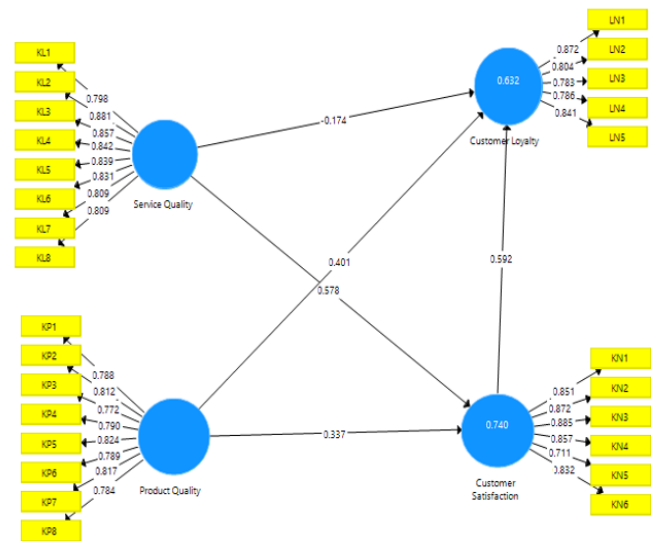 LN1
LN2
LN3
LN4
LN5
0.872
0.804
0.783
0.786
0.841
0.632
Customer Loyalty
KL1
KL2
KL3
KL4
KL5
KL6
KL7
KL8
0.798
0.881
0.857
0.842
0.839
0.831
0.809
0.809
Service Quality
-0.174
0.401
0.578
0.592
0.337
KP1
KP2
KP3
KP4
KP5
KP6
KP7
KP8
0.788
0.812
0.772
0.790
0.824
0.789
0.817
0.784
Product Quality
0.740
Customer
Satisfaction
0.851
0.872
0.885
0.857
0.711
0.832
KN1
KN2
KN3
KN4
KN5
KN6